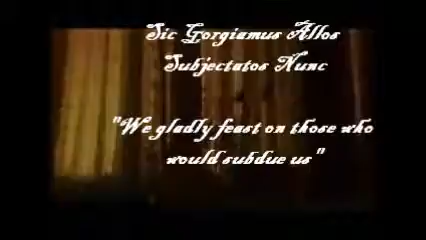 Sic Gorgiamus Allos
Subjectatos Nunc
"We gladly feast on those who
would subdue us"